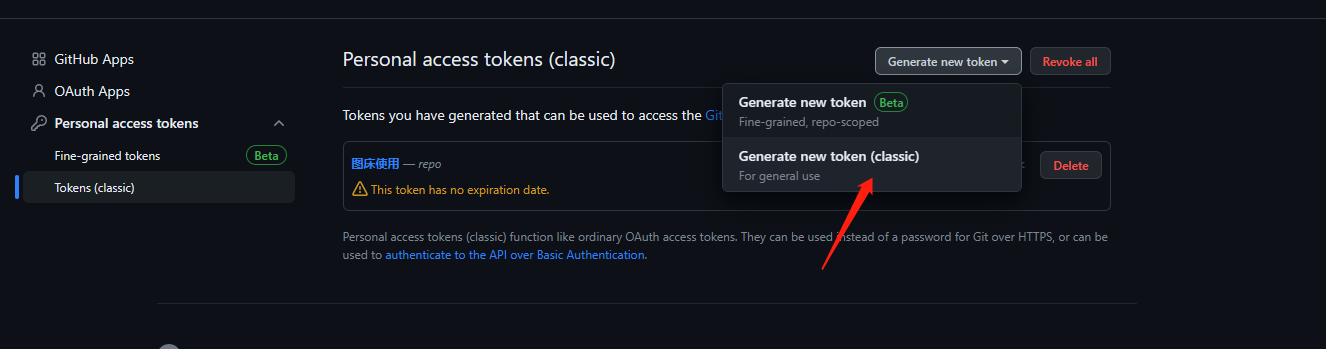 GitHub Apps
OAuth Apps
Personal access tokens
Fine-grained tokens Beta
Tokens (classic)
Personal access tokens (classic)
Generate new token
Revoke all
Generate new token Beta
Fine-grained, repo-scoped
Generate new token (classic)
For general use
Tokens you have generated that can be used to access the
图床使用 — repo
Delete
This token has no expiration date.
Personal access tokens (classic) function like ordinary OAuth access tokens. They can be used instead of a password for Git over HTTPS, or can be
used to authenticate to the API over Basic Authentication.